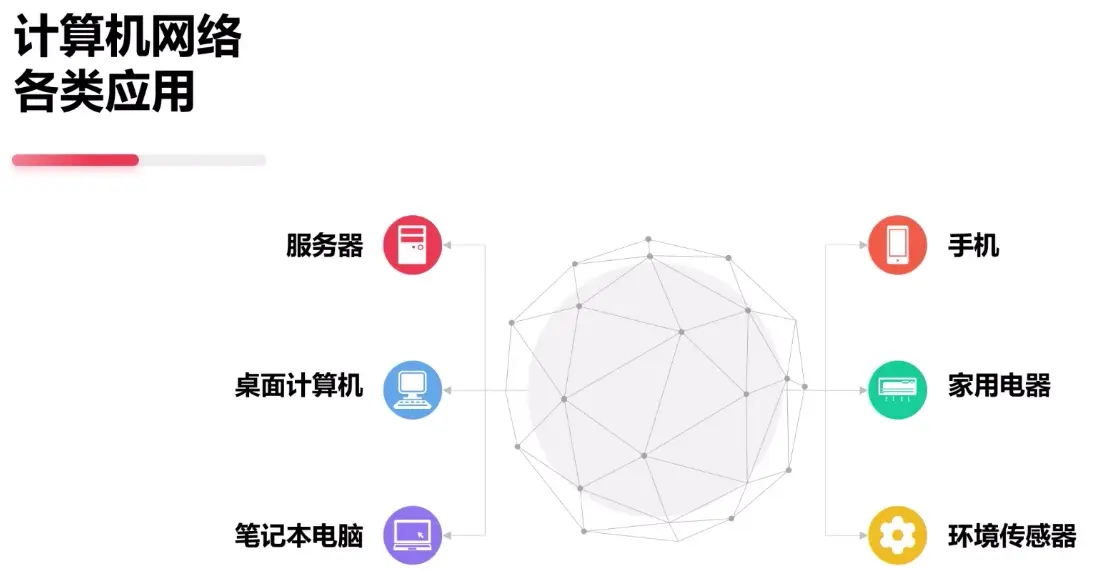 计算机网络
各类应用
服务器
手机
桌面计算机
家用电器
笔记本电脑
环境传感器